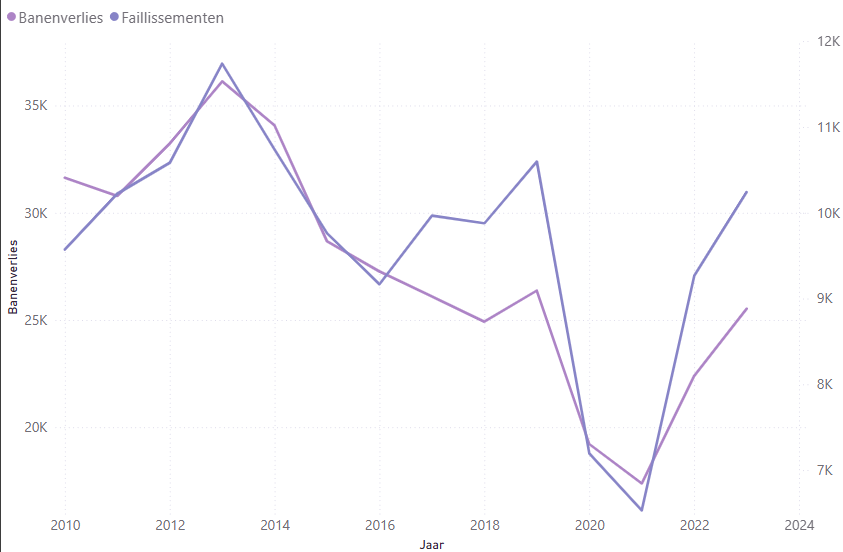 Banenverlies Faillissementen
12K
35K
11K
30K
10K
Banenverlies
25K
9K
8K
20K
7K
2010 2012 2014 2016 2018 2020 2022 2024
Jaar